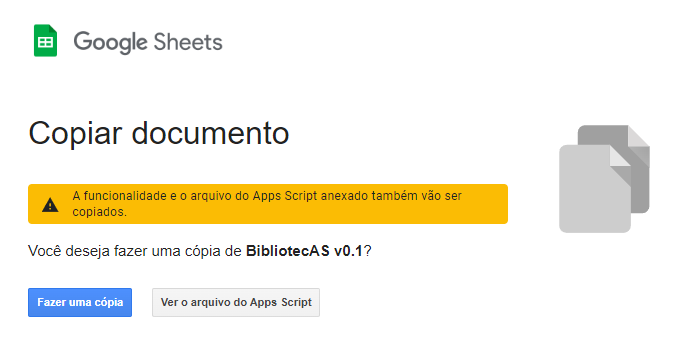 Google Sheets
Copiar documento
A funcionalidade e o arquivo do Apps Script anexado também vão ser
copiados.
Você deseja fazer uma cópia de BibliotecAS v0.1?
Fazer uma cópia
Ver o arquivo do Apps Script